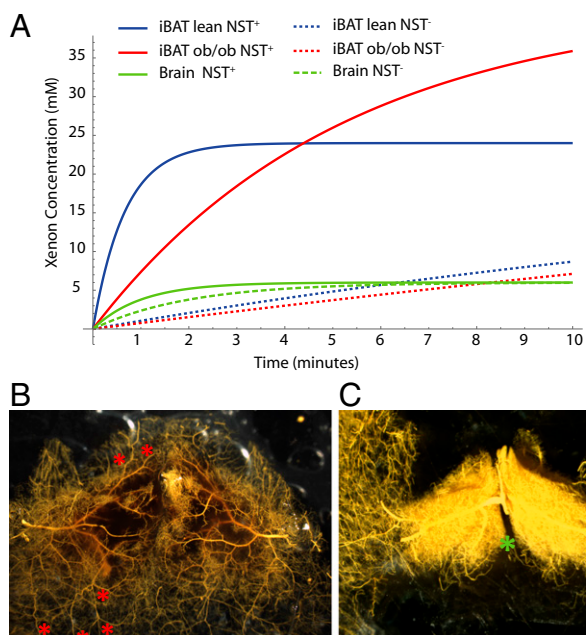 A
iBAT lean NST⁺
iBAT lean NST⁻
iBAT ob/ob NST⁺
iBAT ob/ob NST⁻
Brain NST⁺
Brain NST⁻
Xenon Concentration (mM)
35
30
25
20
15
10
5
1 2 3 4 5 6 7 8 9 10
Time (minutes)
B
C
* *
*
* * *
*